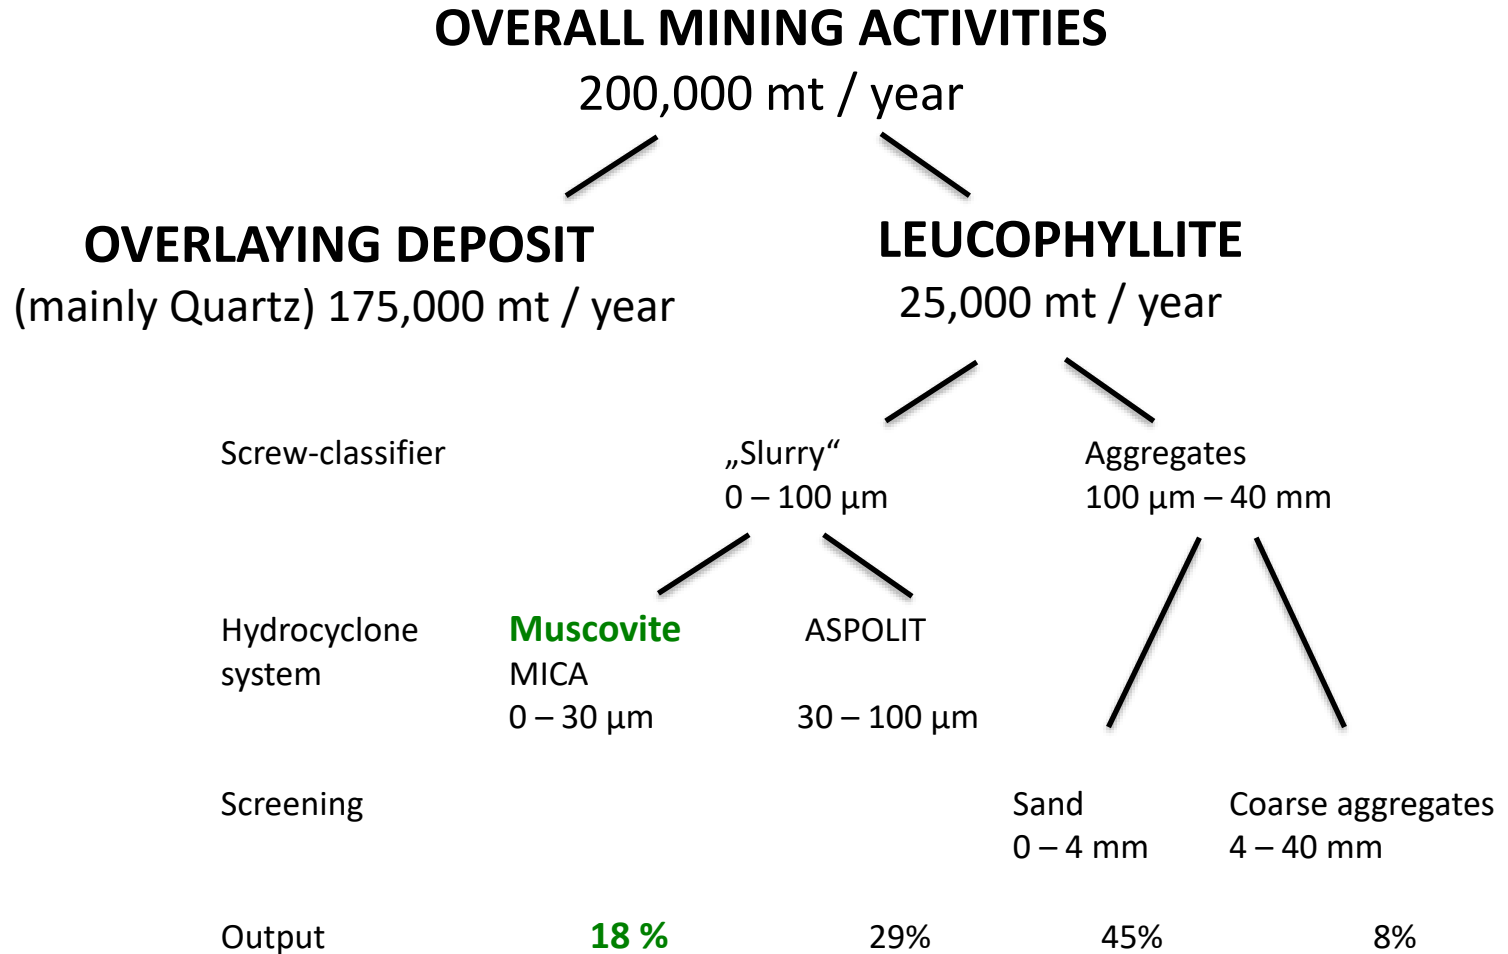 OVERALL MINING ACTIVITIES
200,000 mt / year
OVERLAYING DEPOSIT
(mainly Quartz) 175,000 mt / year
LEUCOPHYLLITE
25,000 mt / year
Screw-classifier
„Slurry“
0 – 100 µm
Aggregates
100 µm – 40 mm
Hydrocyclone
system
Muscovite
MICA
0 – 30 µm
ASPOLIT
30 – 100 µm
Screening
Sand
0 – 4 mm
Coarse aggregates
4 – 40 mm
Output
18 %
29%
45%
8%